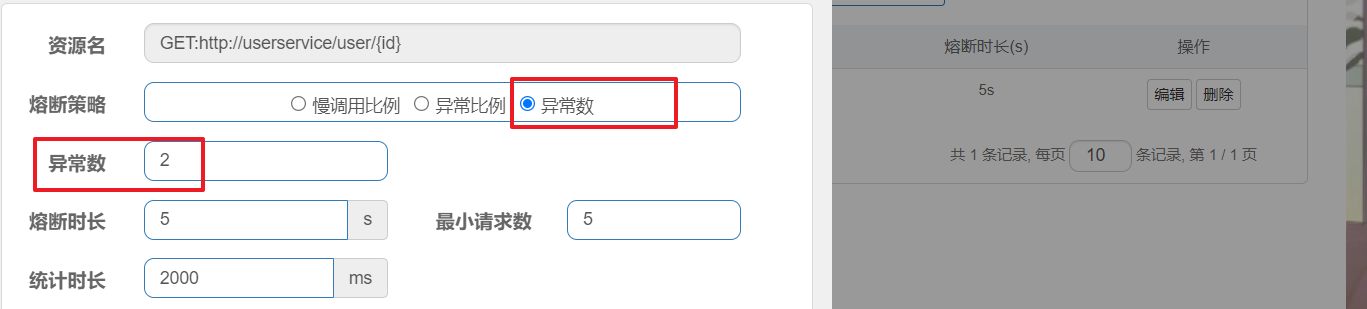 资源名 GET:http://userservice/user/{id}
熔断策略 慢调用比例 异常比例 异常数
异常数 2
熔断时长 5 s 最小请求数 5
统计时长 2000 ms
熔断时长(s) 操作
5s 编辑 删除
共 1 条记录, 每页 10 条记录, 第 1 / 1 页